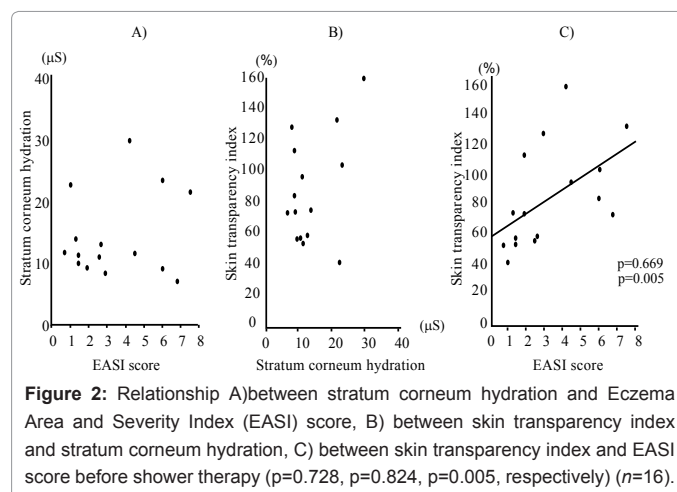 A)
(μS)
40
30
20
10
0
Stratum corneum hydration
0 1 2 3 4 5 6 7 8
EASI score
B)
(%)
160
140
120
100
80
60
40
20
0
Skin transparency index
0 10 20 30 40
(μS)
Stratum corneum hydration
C)
(%)
160
140
120
100
80
60
40
20
0
Skin transparency index
p=0.669
p=0.005
0 1 2 3 4 5 6 7 8
EASI score
Figure 2: Relationship A)between stratum corneum hydration and Eczema
Area and Severity Index (EASI) score, B) between skin transparency index
and stratum corneum hydration, C) between skin transparency index and EASI
score before shower therapy (p=0.728, p=0.824, p=0.005, respectively) (n=16).